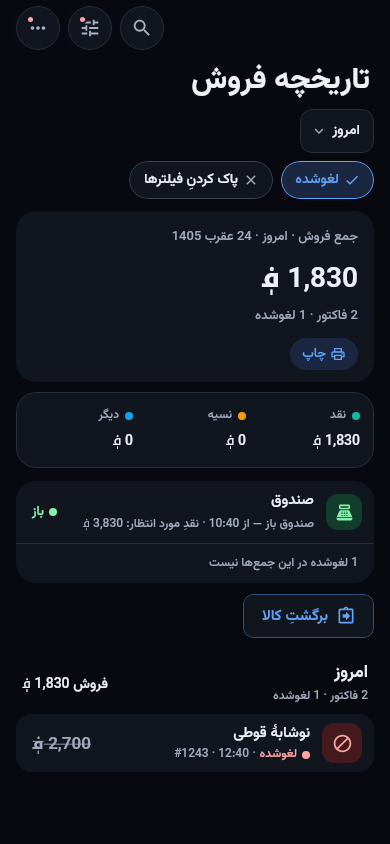 تاریخچه فروش
امروز
لغوشده
پاک کردنِ فیلترها
جمع فروش · امروز · 24 عقرب 1405
1,830 ؋
2 فاکتور · 1 لغوشده
چاپ
نقد
نسیه
دیگر
1,830 ؋
0 ؋
0 ؋
صندوق
صندوق باز — از 10:40 · نقدِ مورد انتظار: 3,830 ؋
باز
1 لغوشده در این جمع‌ها نیست
برگشتِ کالا
امروز
فروش 1,830 ؋
2 فاکتور · 1 لغوشده
نوشابهٔ قوطی
2,700 ؋
لغوشده · 12:40 · #1243